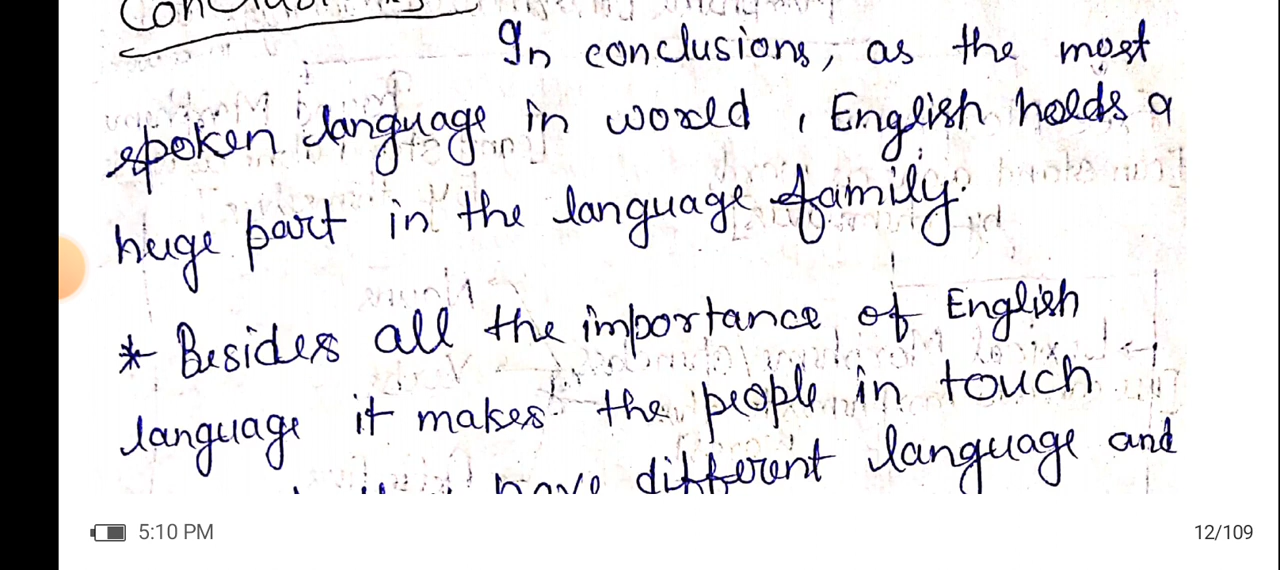 Conclusions
In conclusions, as the most
spoken language in world, English holds a
huge part in the language family.
* Besides all the importance of English
language it makes the people in touch
have different language and
5:10 PM
12/109